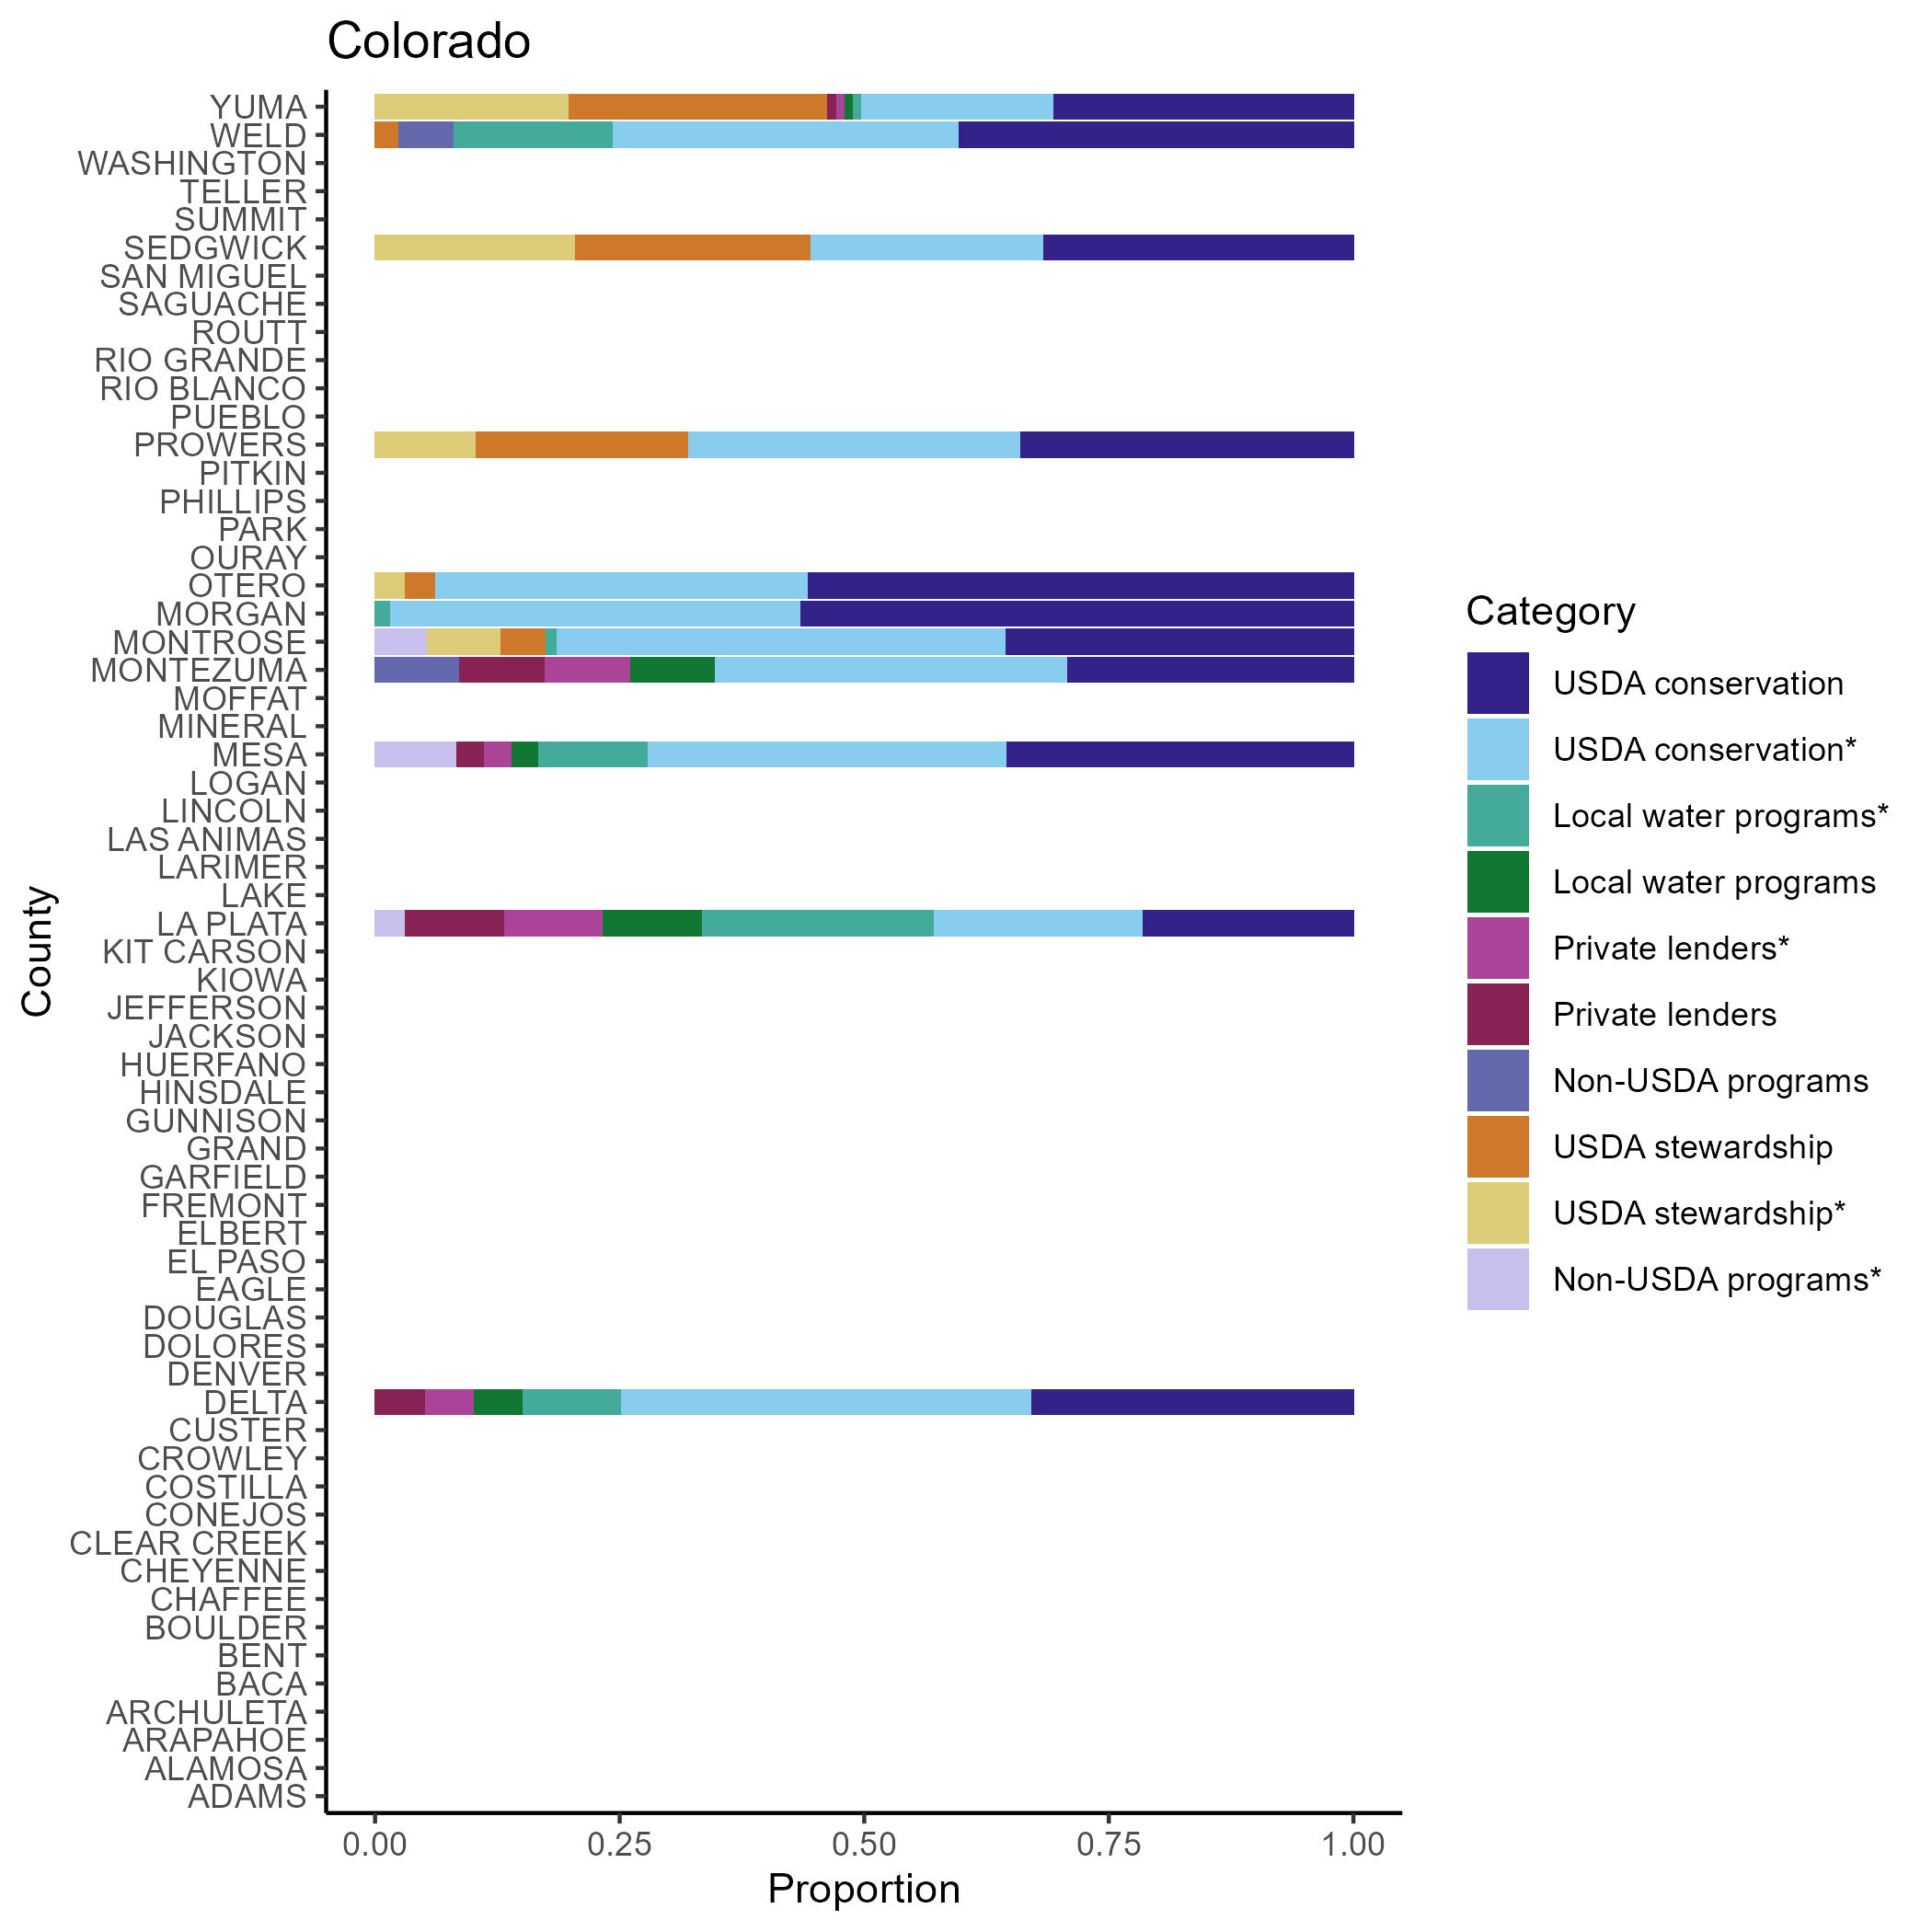 Colorado
YUMA
WELD
WASHINGTON
TELLER
SUMMIT
SEDGWICK
SAN MIGUEL
SAGUACHE
ROUTT
RIO GRANDE
RIO BLANCO
PUEBLO
PROWERS
PITKIN
PHILLIPS
PARK
OURAY
OTERO
MORGAN
MONTROSE
MONTEZUMA
MOFFAT
MINERAL
MESA
LOGAN
LINCOLN
LAS ANIMAS
LARIMER
LAKE
LA PLATA
KIT CARSON
KIOWA
JEFFERSON
JACKSON
HUERFANO
HINSDALE
GUNNISON
GRAND
GARFIELD
FREMONT
ELBERT
EL PASO
EAGLE
DOUGLAS
DOLORES
DENVER
DELTA
CUSTER
CROWLEY
COSTILLA
CONEJOS
CLEAR CREEK
CHEYENNE
CHAFFEE
BOULDER
BENT
BACA
ARCHULETA
ARAPAHOE
ALAMOSA
ADAMS
County
0.00 0.25 0.50 0.75 1.00
Proportion
Category
USDA conservation
USDA conservation*
Local water programs*
Local water programs
Private lenders*
Private lenders
Non-USDA programs
USDA stewardship
USDA stewardship*
Non-USDA programs*